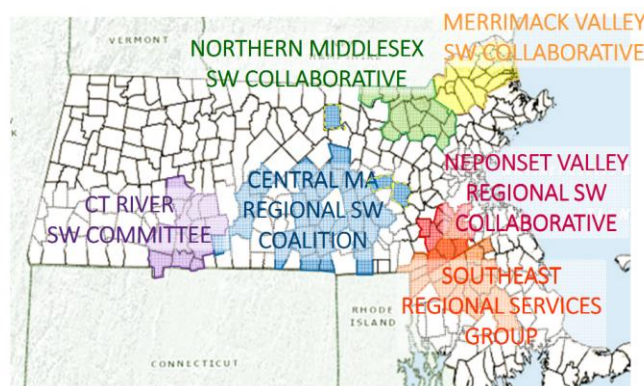 MERRIMACK VALLEY
SW COLLABORATIVE
VERMONT
NORTHERN MIDDLESEX
SW COLLABORATIVE
NEPONSET VALLEY
REGIONAL SW
COLLABORATIVE
CENTRAL MA
REGIONAL SW
COALITION
CT RIVER
SW COMMITTEE
SOUTHEAST
REGIONAL SERVICES
GROUP
RHODE
ISLAND
CONNECTICUT